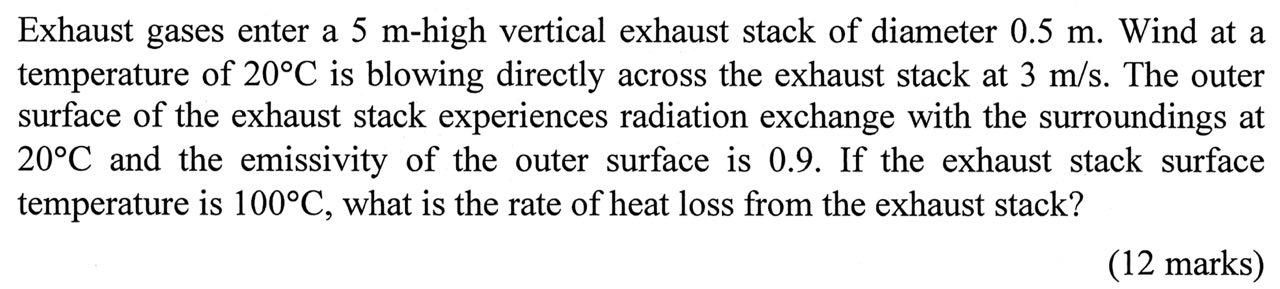 Exhaust gases enter a 5 m-high vertical exhaust stack of diameter 0.5 m. Wind at a
temperature of 20°C is blowing directly across the exhaust stack at 3 m/s. The outer
surface of the exhaust stack experiences radiation exchange with the surroundings at
20°C and the emissivity of the outer surface is 0.9. If the exhaust stack surface
temperature is 100°C, what is the rate of heat loss from the exhaust stack?
(12 marks)